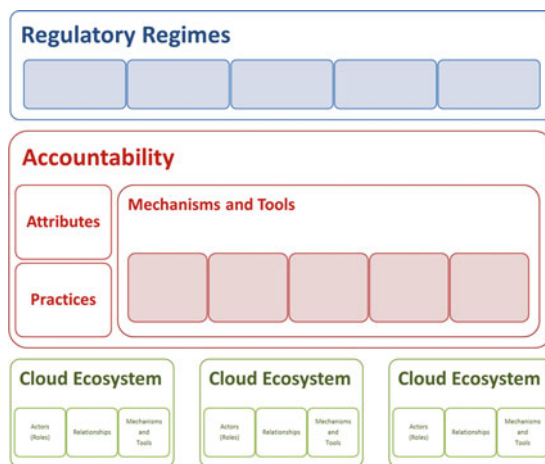 Regulatory Regimes
Accountability
Attributes
Mechanisms and Tools
Practices
Cloud Ecosystem
Actors
(Roles)
Relationships
Mechanisms
and
Tools
Cloud Ecosystem
Actors
(Roles)
Relationships
Mechanisms
and
Tools
Cloud Ecosystem
Actors
(Roles)
Relationships
Mechanisms
and
Tools